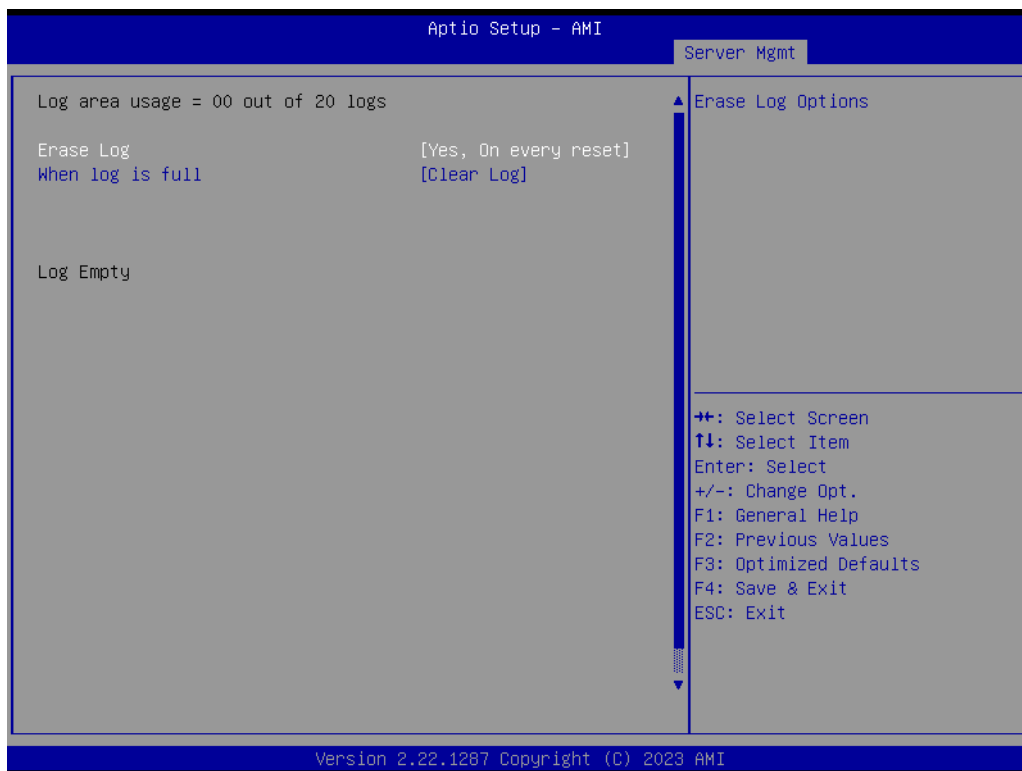 Aptio Setup – AMI
Server Mgmt
Log area usage = 00 out of 20 logs
Erase Log [Yes, On every reset]
When log is full [Clear Log]
Log Empty
Erase Log Options
→←: Select Screen
↑↓: Select Item
Enter: Select
+/-: Change Opt.
F1: General Help
F2: Previous Values
F3: Optimized Defaults
F4: Save & Exit
ESC: Exit
Version 2.22.1287 Copyright (C) 2023 AMI